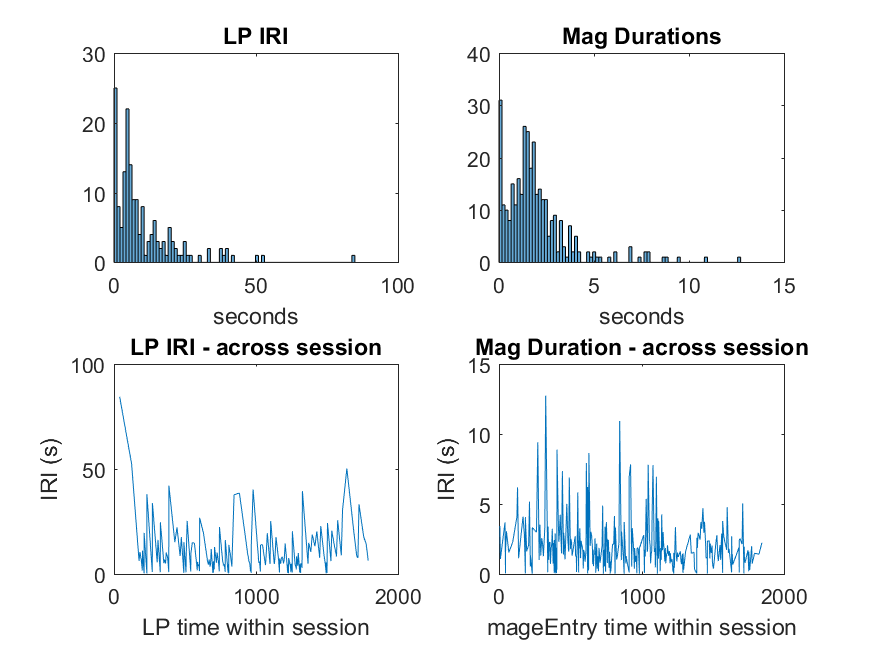 LP IRI
30
20
10
0
0 50 100
seconds
Mag Durations
40
30
20
10
0
0 5 10 15
seconds
LP IRI - across session
100
50
0
IRI (s)
0 1000 2000
LP time within session
Mag Duration - across session
15
10
5
0
IRI (s)
0 1000 2000
mageEntry time within session